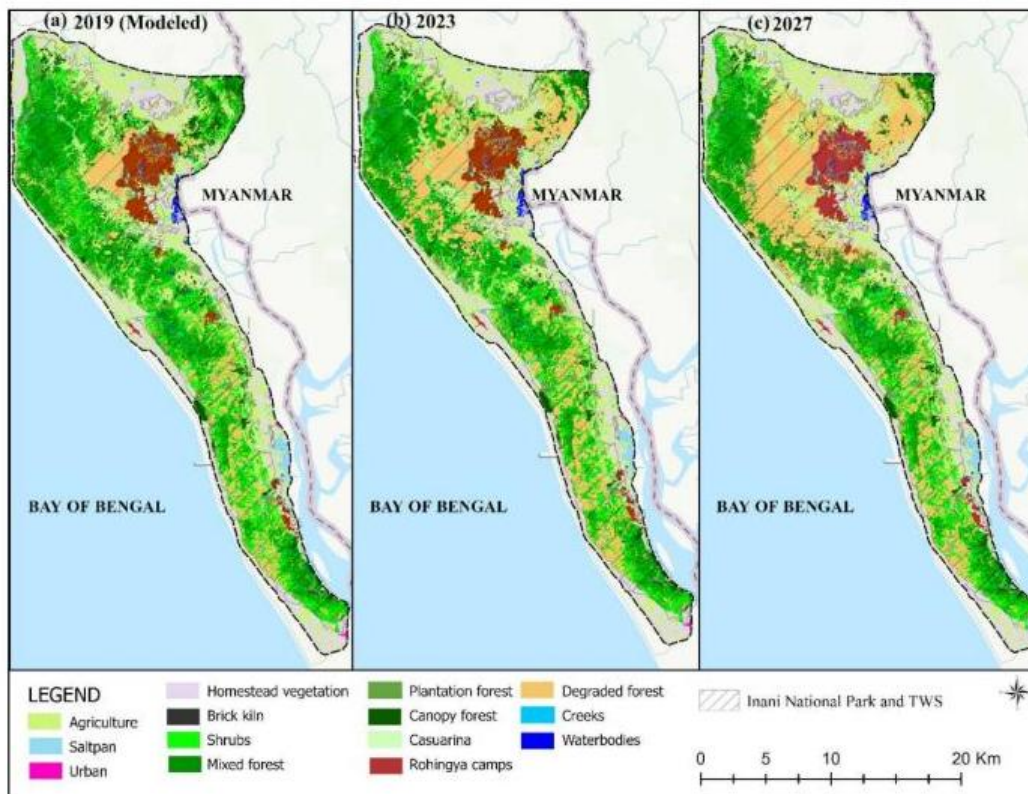 (a) 2019 (Modeled)
(b) 2023
(c) 2027
MYANMAR
MYANMAR
MYANMAR
BAY OF BENGAL
BAY OF BENGAL
BAY OF BENGAL
LEGEND
Agriculture
Saltpan
Urban
Homestead vegetation
Brick kiln
Shrubs
Mixed forest
Plantation forest
Canopy forest
Casuarina
Rohingya camps
Degraded forest
Creeks
Waterbodies
Inani National Park and TWS
0 5 10 20 Km